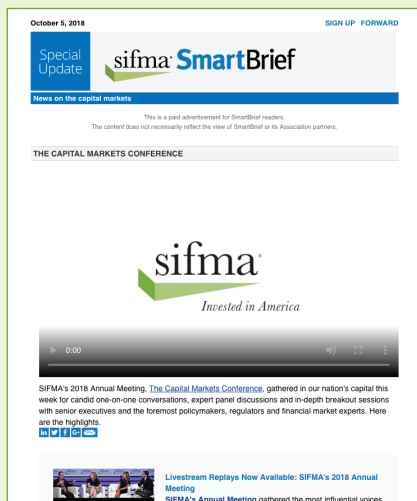 October 5, 2018
SIGN UP FORWARD
Special
Update
sifma SmartBrief
News on the capital markets
This is a paid advertisement for SmartBrief readers.
The content does not necessarily reflect the view of SmartBrief or its Association partners.
THE CAPITAL MARKETS CONFERENCE
sifma®
Invested in America
0:00
SIFMA's 2018 Annual Meeting, The Capital Markets Conference, gathered in our nation's capital this
week for candid one-on-one conversations, expert panel discussions and in-depth breakout sessions
with senior executives and the foremost policymakers, regulators and financial market experts. Here
are the highlights.
Livestream Replays Now Available: SIFMA's 2018 Annual
Meeting
SIFMA's Annual Meeting gathered the most influential voices